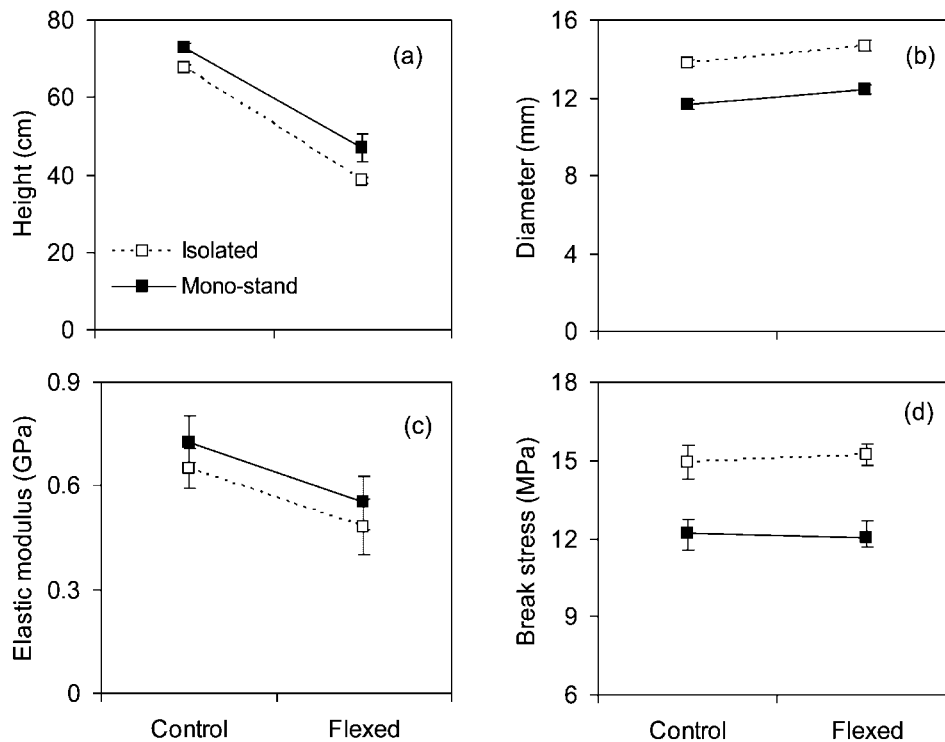 Height (cm)
80
60
40
20
0
(a)
Isolated
Mono-stand
Diameter (mm)
16
12
8
4
0
(b)
Elastic modulus (GPa)
0.9
0.6
0.3
0
(c)
Control
Flexed
Break stress (MPa)
18
15
12
9
6
(d)
Control
Flexed